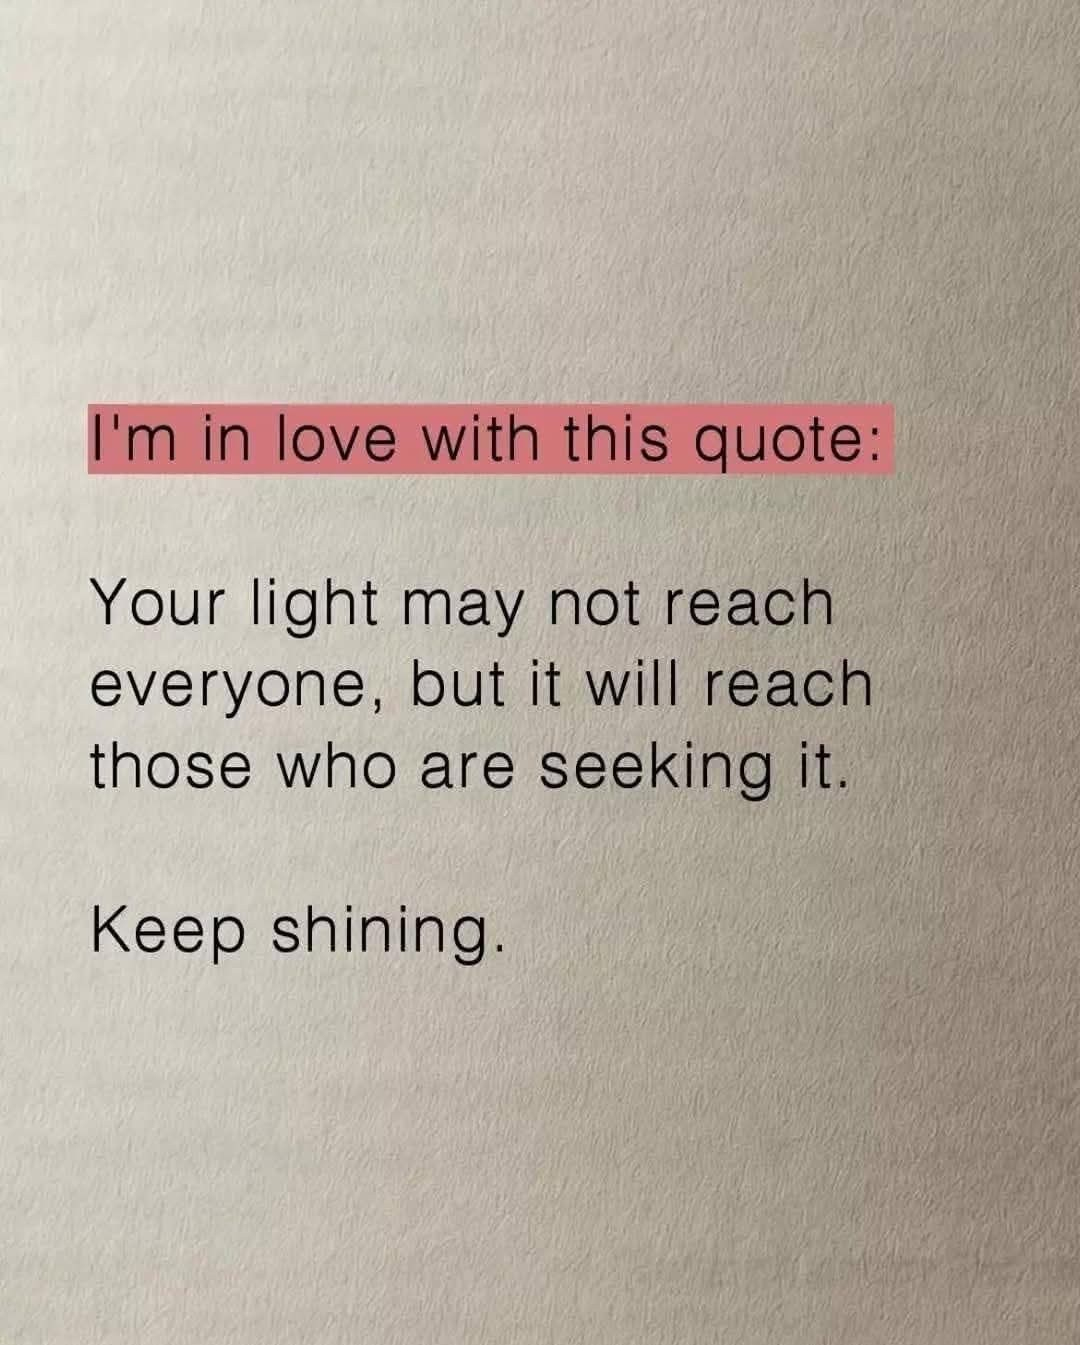 I'm in love with this quote:
Your light may not reach
everyone, but it will reach
those who are seeking it.
Keep shining.